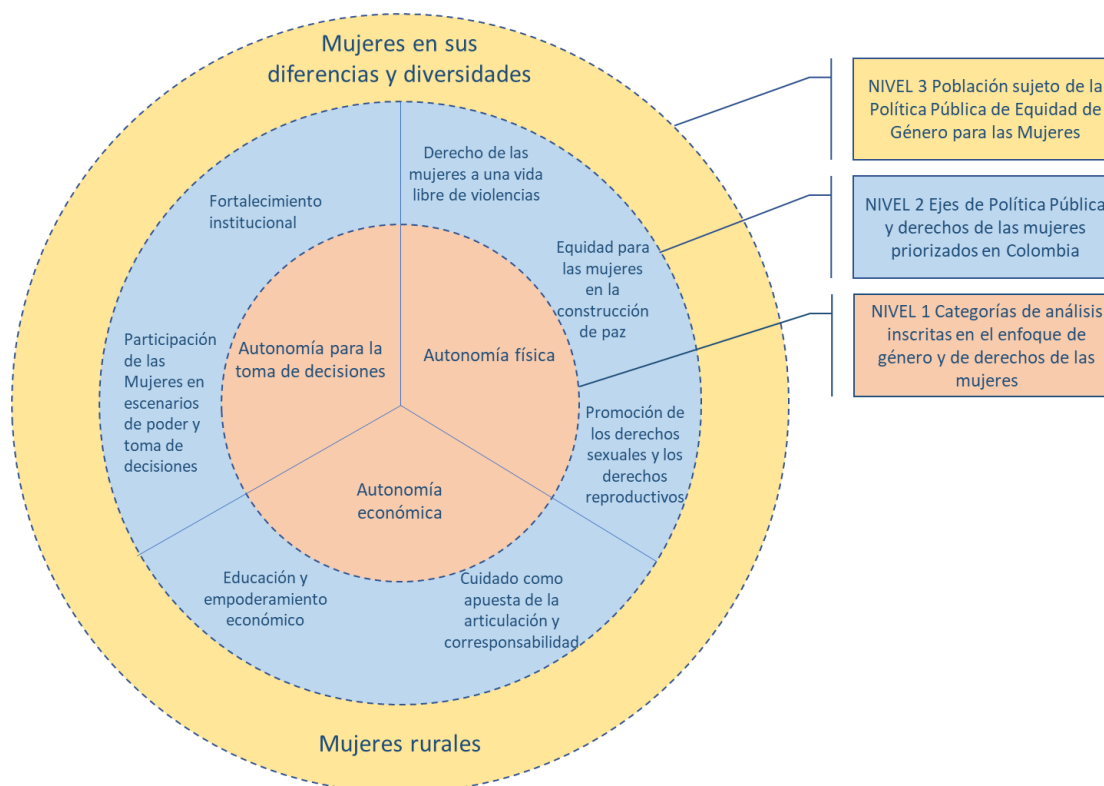 Mujeres en sus
diferencias y diversidades
Derecho de las
mujeres a una vida
libre de violencias
Fortalecimiento
institucional
Equidad para
las mujeres
en la
construcción
de paz
Participación
de las
Mujeres en
escenarios
de poder y
toma de
decisiones
Autonomía para la
toma de decisiones
Autonomía física
Promoción de
los derechos
sexuales y los
derechos
reproductivos
Autonomía
económica
Educación y
empoderamiento
económico
Cuidado como
apuesta de la
articulación y
corresponsabilidad
Mujeres rurales
NIVEL 3 Población sujeto de la
Política Pública de Equidad de
Género para las Mujeres
NIVEL 2 Ejes de Política Pública
y derechos de las mujeres
priorizados en Colombia
NIVEL 1 Categorías de análisis
inscritas en el enfoque de
género y de derechos de las
mujeres